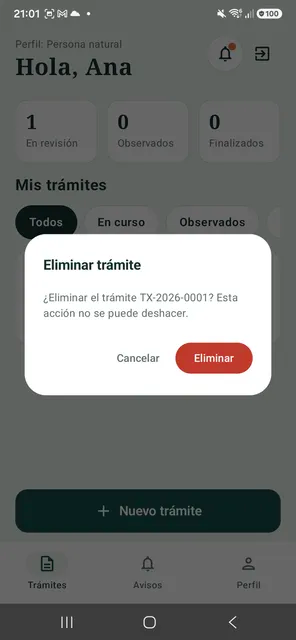 21:01
100
Perfil: Persona natural
Hola, Ana
1
En revisión
0
Observados
0
Finalizados
Mis trámites
Todos
En curso
Observados
Eliminar trámite
¿Eliminar el trámite TX-2026-0001? Esta
acción no se puede deshacer.
Cancelar
Eliminar
+ Nuevo trámite
Trámites
Avisos
Perfil